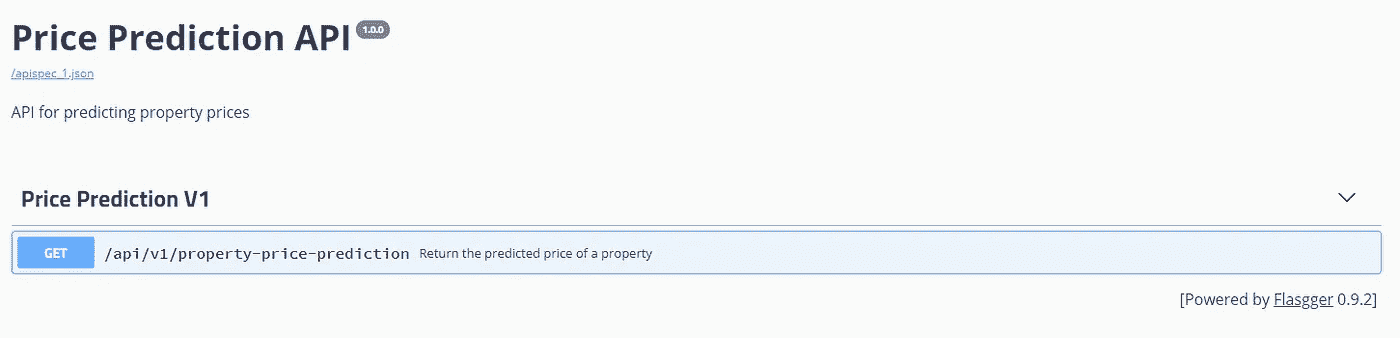 Price Prediction API 1.0.0
/apispec_1.json
API for predicting property prices
Price Prediction V1
GET /api/v1/property-price-prediction Return the predicted price of a property
[Powered by Flasgger 0.9.2]